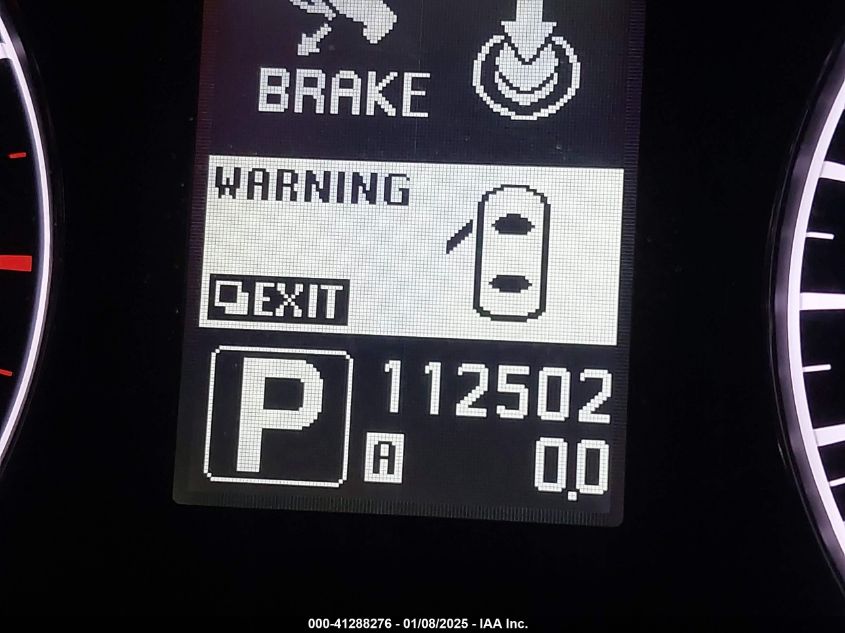 BRAKE
WARNING
EXIT
P
112502
A 0.0
000-41288276 - 01/08/2025 - IAA Inc.